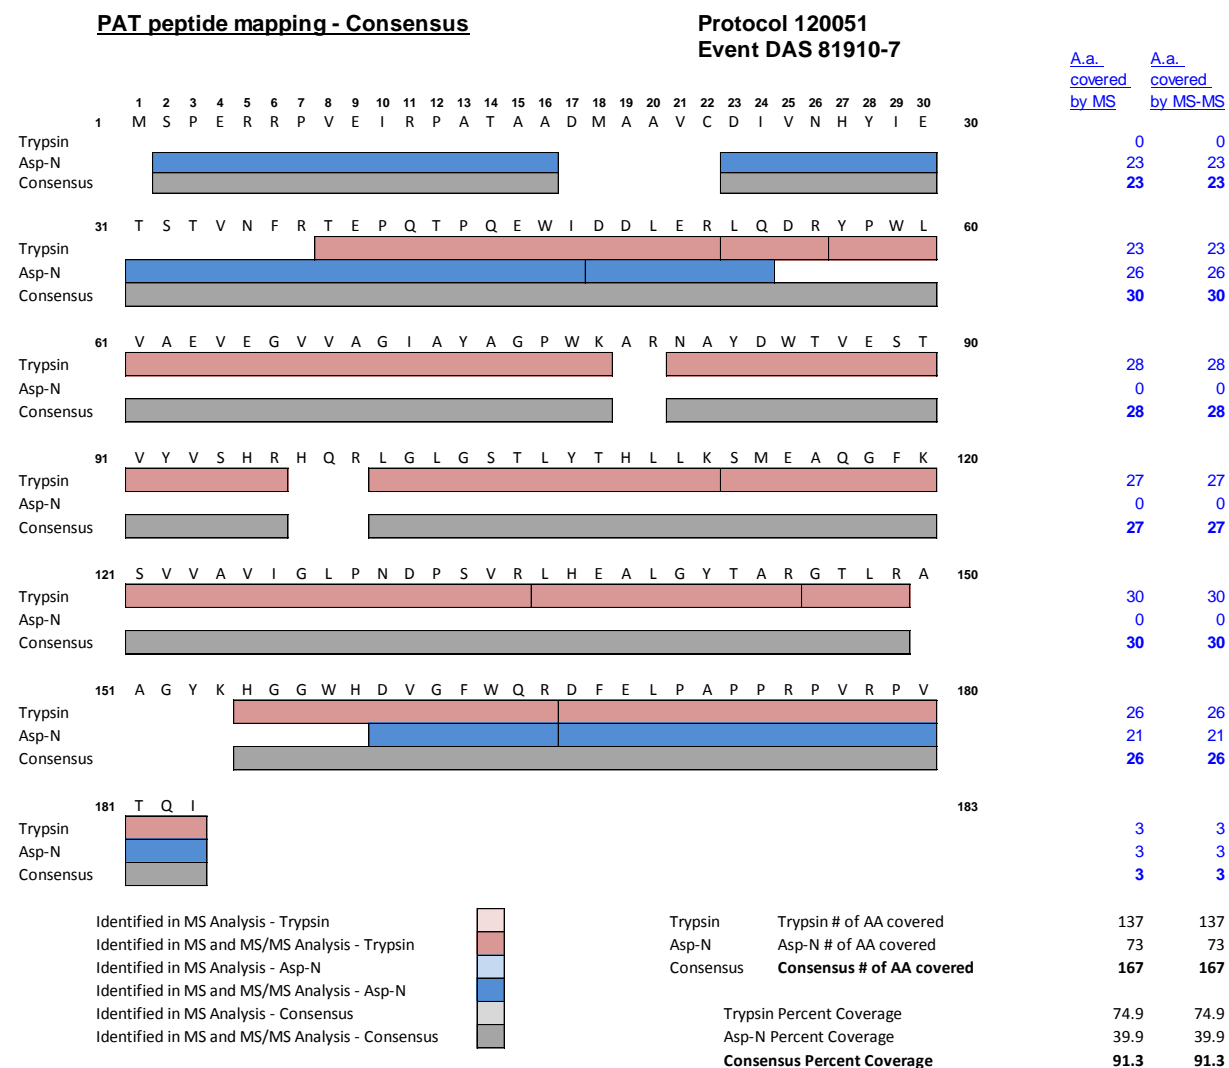 PAT peptide mapping - Consensus
Protocol 120051
Event DAS 81910-7
A.a. covered by MS
A.a. covered by MS-MS
1 2 3 4 5 6 7 8 9 10 11 12 13 14 15 16 17 18 19 20 21 22 23 24 25 26 27 28 29 30
1 M S P E R R P V E I R P A T A A D M A A V C D I V N H Y I E 30
Trypsin 0 0
Asp-N 23 23
Consensus 23 23
31 T S T V N F R T E P Q T P Q E W I D D L E R L Q D R Y P W L 60
Trypsin 23 23
Asp-N 26 26
Consensus 30 30
61 V A E V E G V V A G I A Y A G P W K A R N A Y D W T V E S T 90
Trypsin 28 28
Asp-N 0 0
Consensus 28 28
91 V Y V S H R H Q R L G L G S T L Y T H L L K S M E A Q G F K 120
Trypsin 27 27
Asp-N 0 0
Consensus 27 27
121 S V V A V I G L P N D P S V R L H E A L G Y T A R G T L R A 150
Trypsin 30 30
Asp-N 0 0
Consensus 30 30
151 A G Y K H G G W H D V G F W Q R D F E L P A P P R P V R P V 180
Trypsin 26 26
Asp-N 21 21
Consensus 26 26
181 T Q I 183
Trypsin 3 3
Asp-N 3 3
Consensus 3 3
Identified in MS Analysis - Trypsin
Identified in MS and MS/MS Analysis - Trypsin
Identified in MS Analysis - Asp-N
Identified in MS and MS/MS Analysis - Asp-N
Identified in MS Analysis - Consensus
Identified in MS and MS/MS Analysis - Consensus
Trypsin Trypsin # of AA covered 137 137
Asp-N Asp-N # of AA covered 73 73
Consensus Consensus # of AA covered 167 167
Trypsin Percent Coverage 74.9 74.9
Asp-N Percent Coverage 39.9 39.9
Consensus Percent Coverage 91.3 91.3